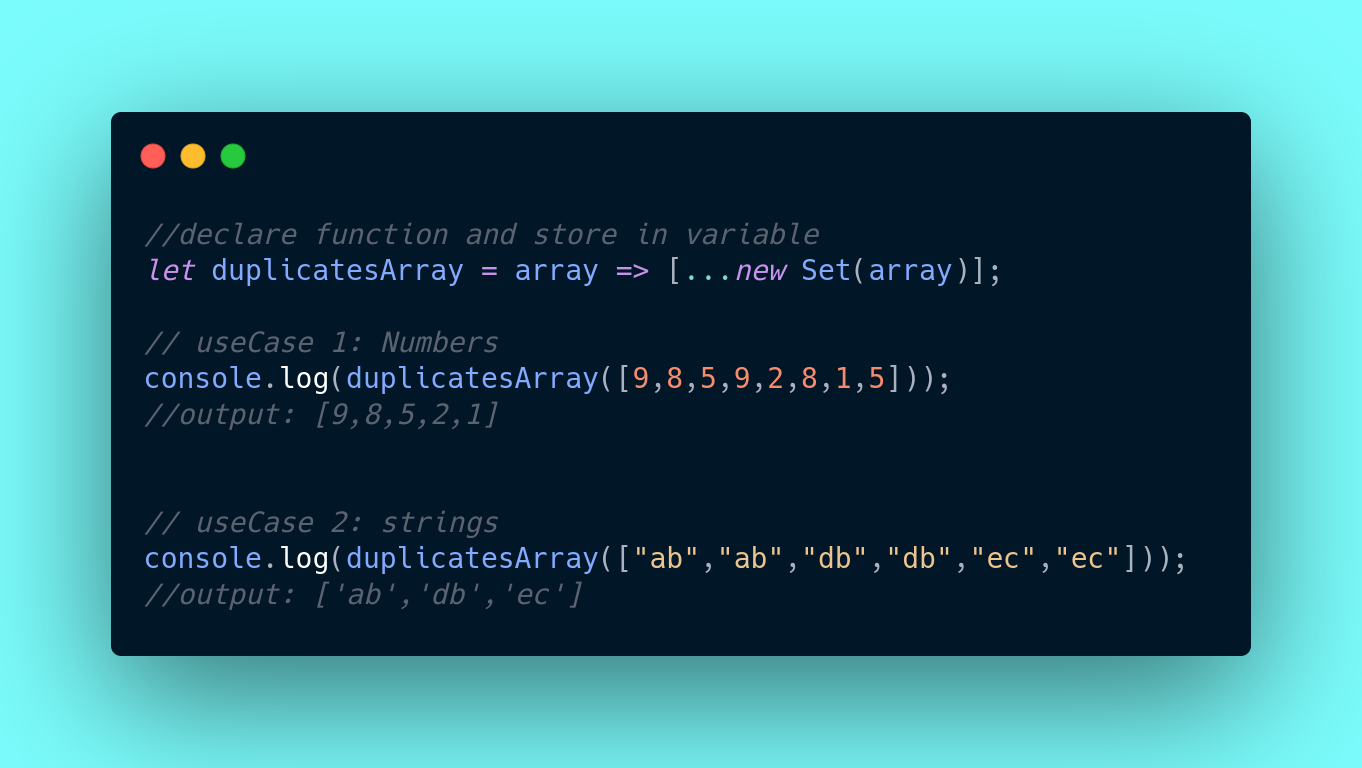 //declare function and store in variable
let duplicatesArray = array => [...new Set(array)];
// useCase 1: Numbers
console.log(duplicatesArray([9,8,5,9,2,8,1,5]));
//output: [9,8,5,2,1]
// useCase 2: strings
console.log(duplicatesArray(["ab","ab","db","db","ec","ec"]));
//output: ['ab','db','ec']